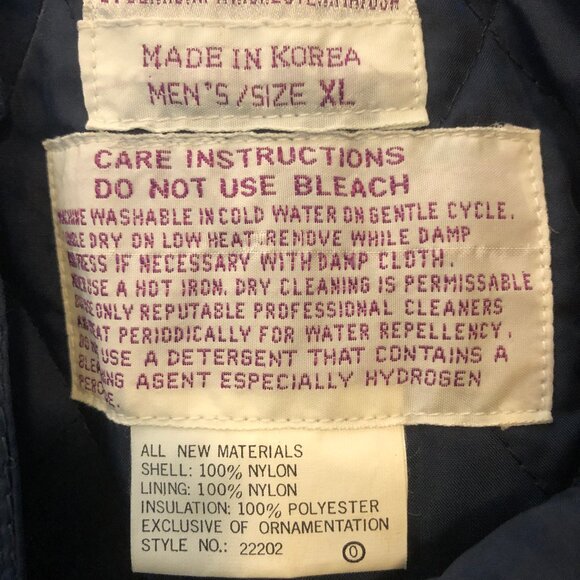 MADE IN KOREA
MEN'S/SIZE XL
CARE INSTRUCTIONS
DO NOT USE BLEACH
WASHABLE IN COLD WATER ON GENTLE CYCLE.
DRY ON LOW HEAT. REMOVE WHILE DAMP
IF NECESSARY WITH DAMP CLOTH.
USE A HOT IRON. DRY CLEANING IS PERMISSABLE
ONLY REPUTABLE PROFESSIONAL CLEANERS
PERIODICALLY FOR WATER REPELLENCY.
USE A DETERGENT THAT CONTAINS A
AGENT ESPECIALLY HYDROGEN
ALL NEW MATERIALS
SHELL: 100% NYLON
LINING: 100% NYLON
INSULATION: 100% POLYESTER
EXCLUSIVE OF ORNAMENTATION
STYLE NO.: 22202 0